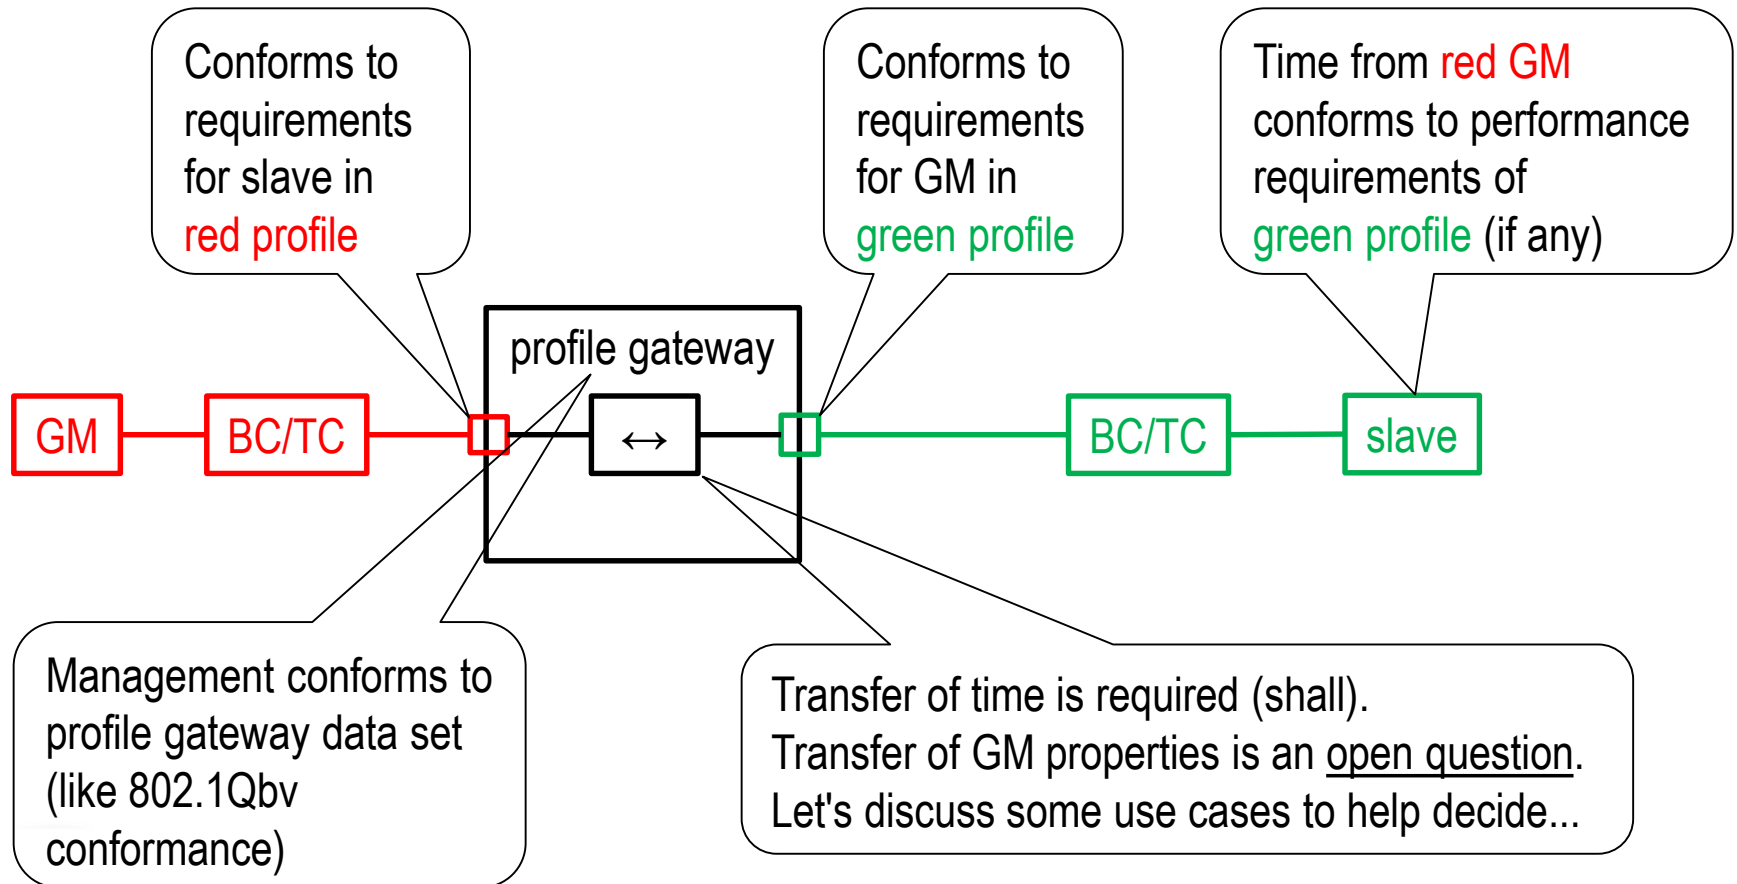 Conforms to
requirements
for slave in
red profile
Conforms to
requirements
for GM in
green profile
Time from red GM
conforms to performance
requirements of
green profile (if any)
profile gateway
GM
BC/TC
↔
BC/TC
slave
Management conforms to
profile gateway data set
(like 802.1Qbv
conformance)
Transfer of time is required (shall).
Transfer of GM properties is an open question.
Let's discuss some use cases to help decide...